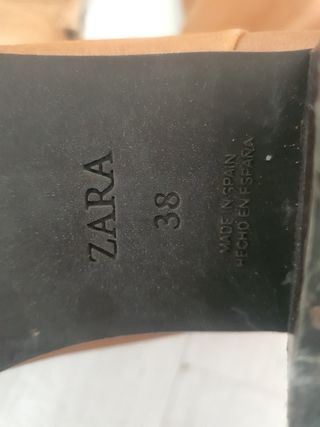 ZARA
38
MADE IN SPAIN
HECHO EN ESPAÑA